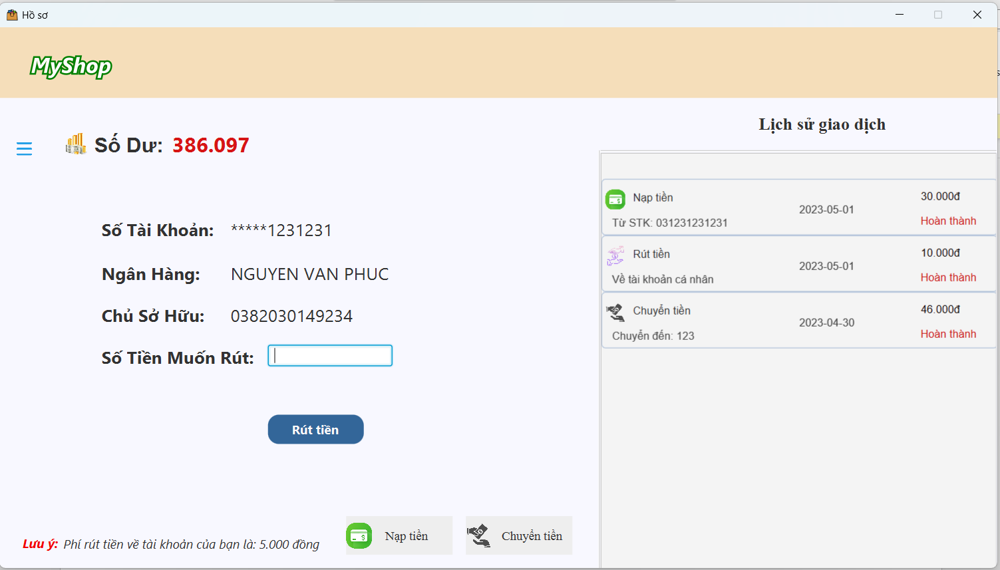 Hồ sơ
MyShop
Số Dư: 386.097
Số Tài Khoản: *****1231231
Ngân Hàng: NGUYEN VAN PHUC
Chủ Sở Hữu: 0382030149234
Số Tiền Muốn Rút:
Rút tiền
Lưu ý: Phí rút tiền về tài khoản của bạn là: 5.000 đồng
Nạp tiền
Chuyển tiền
Lịch sử giao dịch
Nạp tiền
Từ STK: 031231231231
2023-05-01
30.000đ
Hoàn thành
Rút tiền
Về tài khoản cá nhân
2023-05-01
10.000đ
Hoàn thành
Chuyển tiền
Chuyển đến: 123
2023-04-30
46.000đ
Hoàn thành